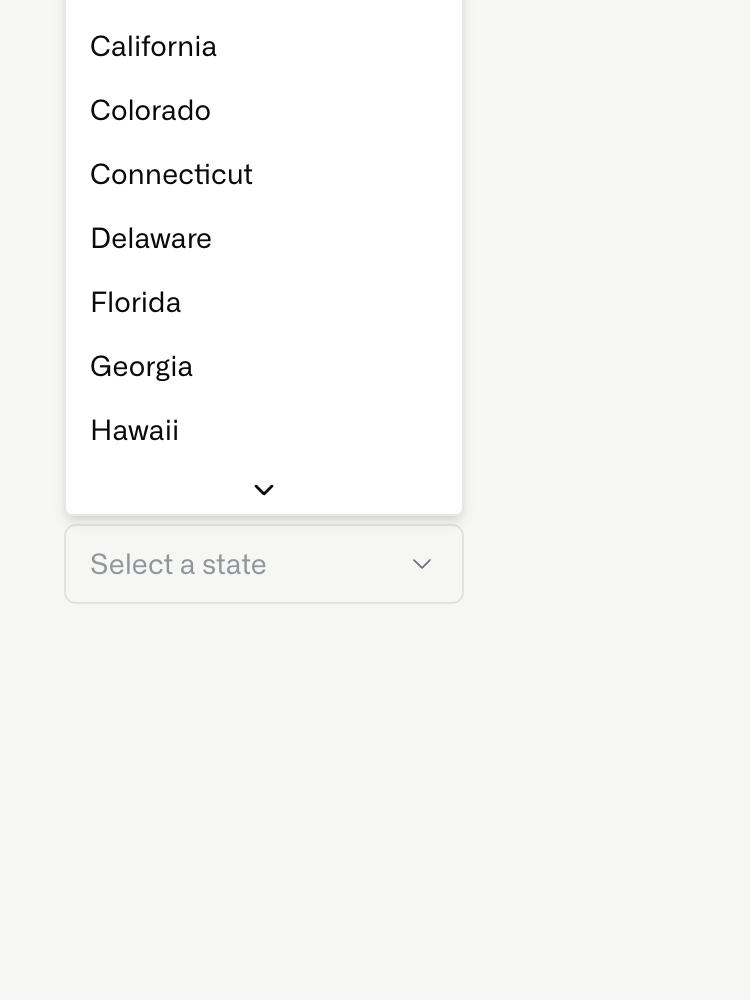 California
Colorado
Connecticut
Delaware
Florida
Georgia
Hawaii
Select a state